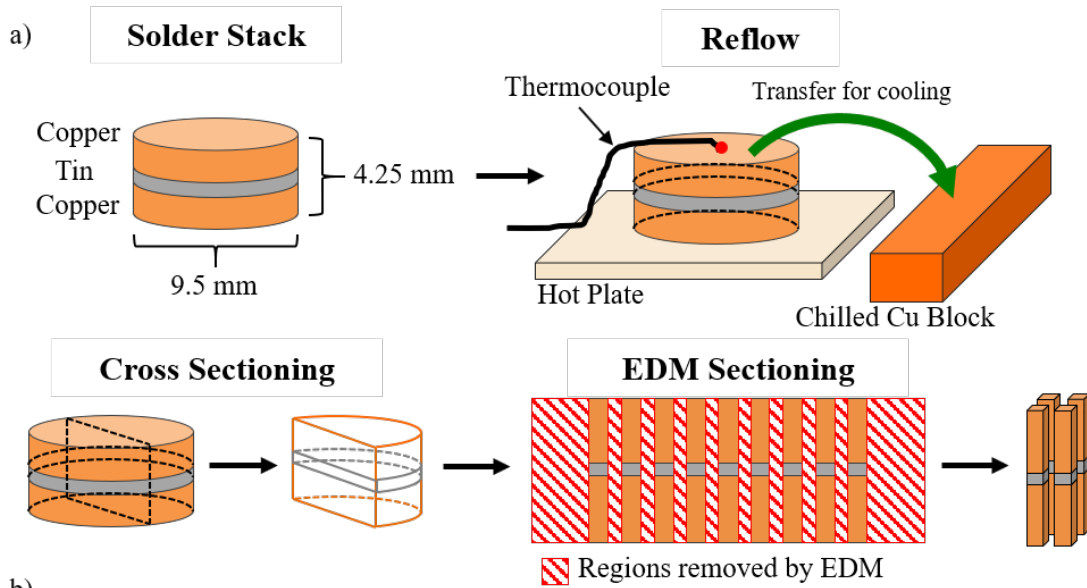 a)
Solder Stack
Reflow
Thermocouple
Transfer for cooling
Copper
Tin
Copper
4.25 mm
9.5 mm
Hot Plate
Chilled Cu Block
Cross Sectioning
EDM Sectioning
Regions removed by EDM